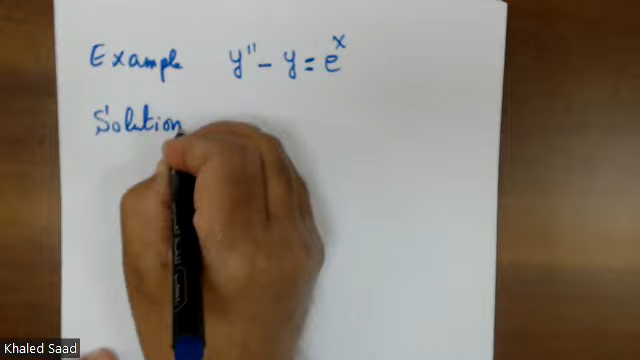 Example y'' - y = e^x
Solution
Khaled Saad